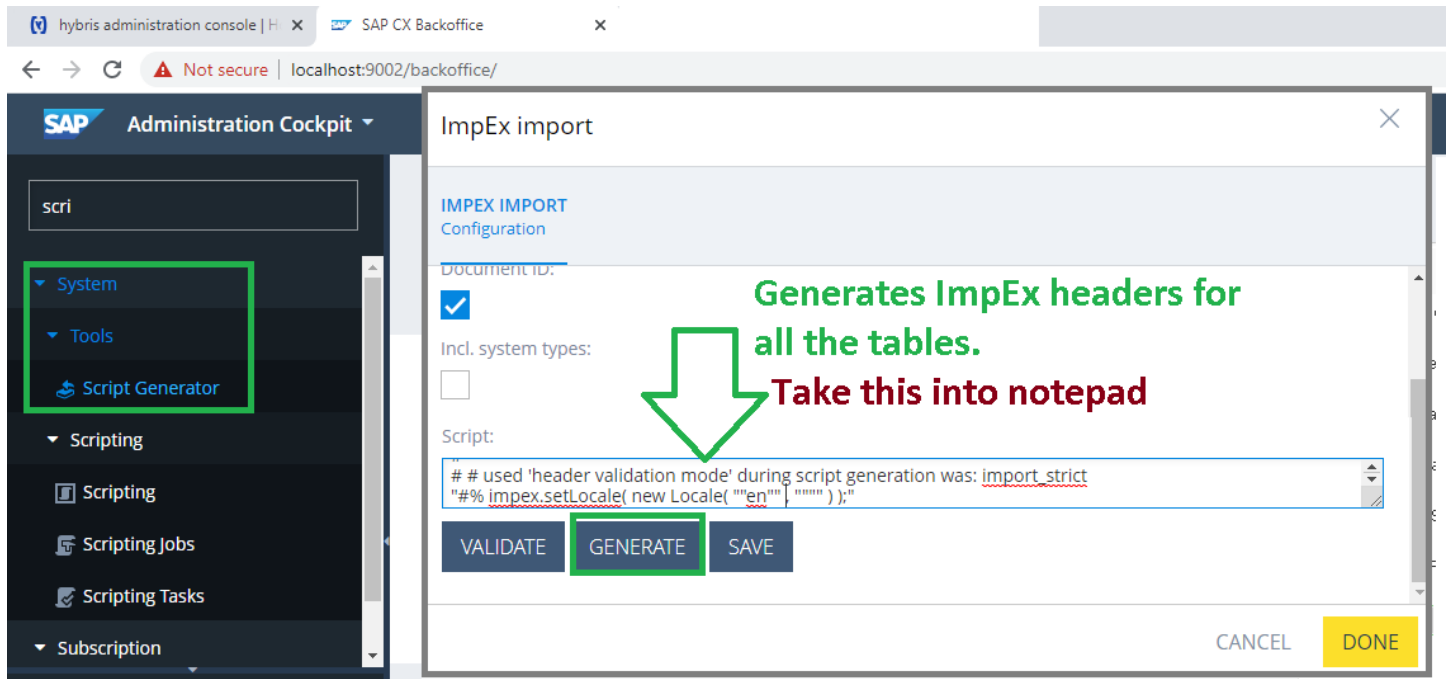 hybris administration console | H
SAP CX Backoffice
Not secure | localhost:9002/backoffice/
SAP Administration Cockpit
ImpEx import
scri
IMPEX IMPORT
Configuration
System
Tools
Script Generator
Scripting
Scripting
Scripting Jobs
Scripting Tasks
Subscription
Document ID:
Generates ImpEx headers for
all the tables.
Take this into notepad
Incl. system types:
Script:
# # used 'header validation mode' during script generation was: import_strict
"#% impex.setLocale( new Locale( ""en"" , """" ) );"
VALIDATE
GENERATE
SAVE
CANCEL
DONE